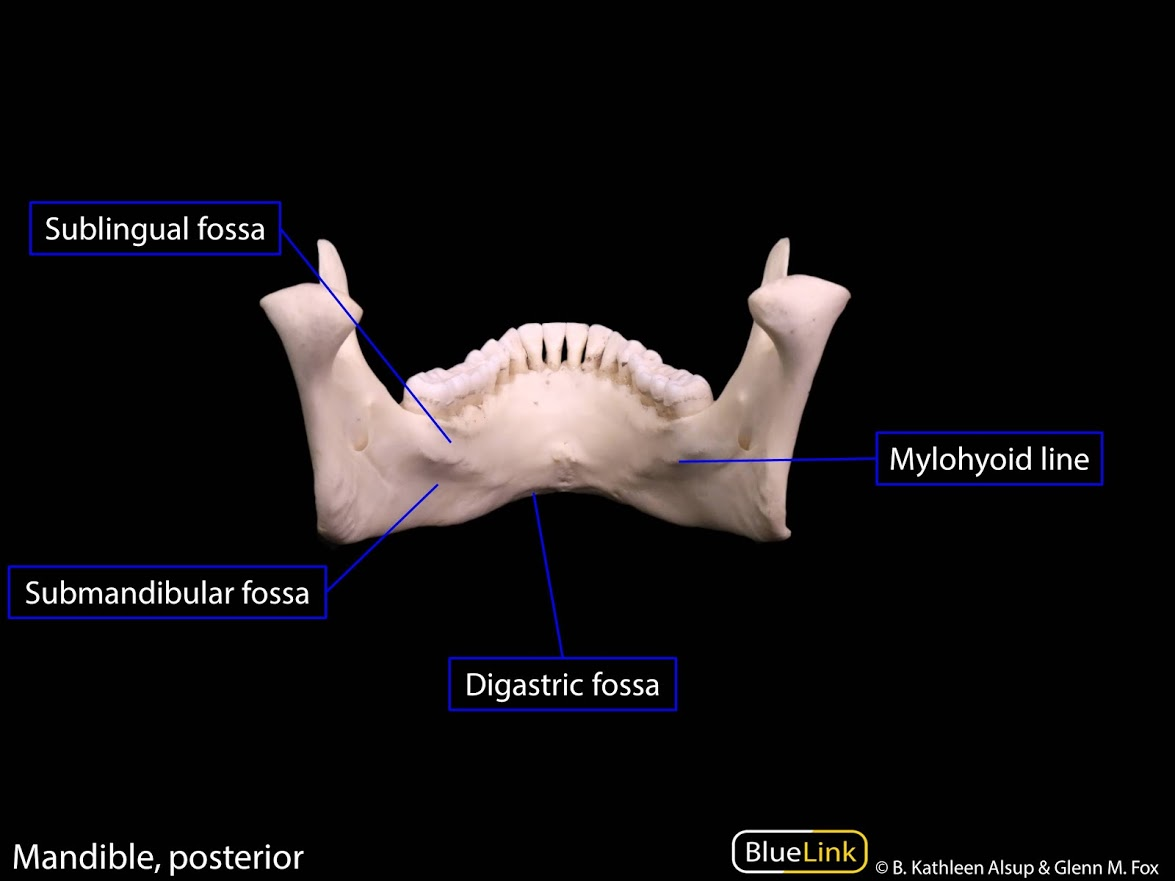 Sublingual fossa
Mylohyoid line
Submandibular fossa
Digastric fossa
Mandible, posterior
BlueLink
© B. Kathleen Alsup & Glenn M. Fox